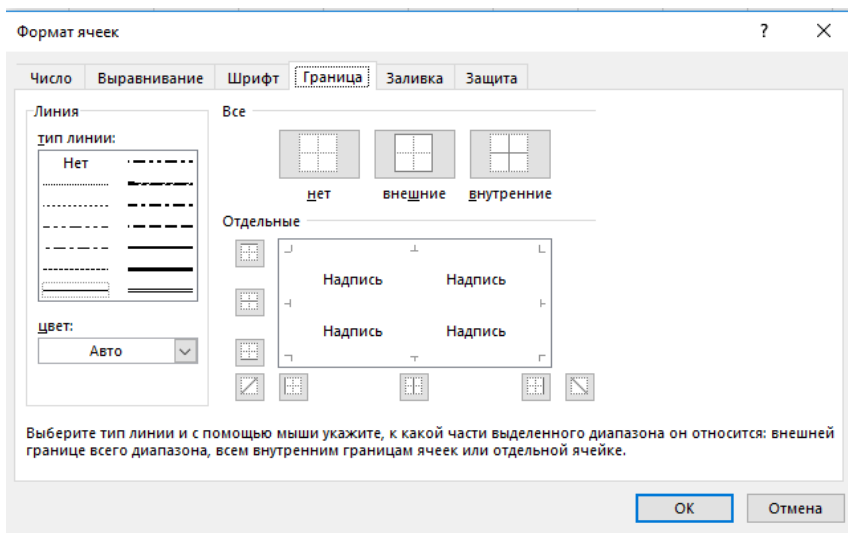 Формат ячеек ?
Число Выравнивание Шрифт Граница Заливка Защита
Линия
тип линии:
Нет
цвет:
Авто
Все
нет внешние внутренние
Отдельные
Надпись Надпись
Надпись Надпись
Выберите тип линии и с помощью мыши укажите, к какой части выделенного диапазона он относится: внешней
границе всего диапазона, всем внутренним границам ячеек или отдельной ячейке.
ОК Отмена